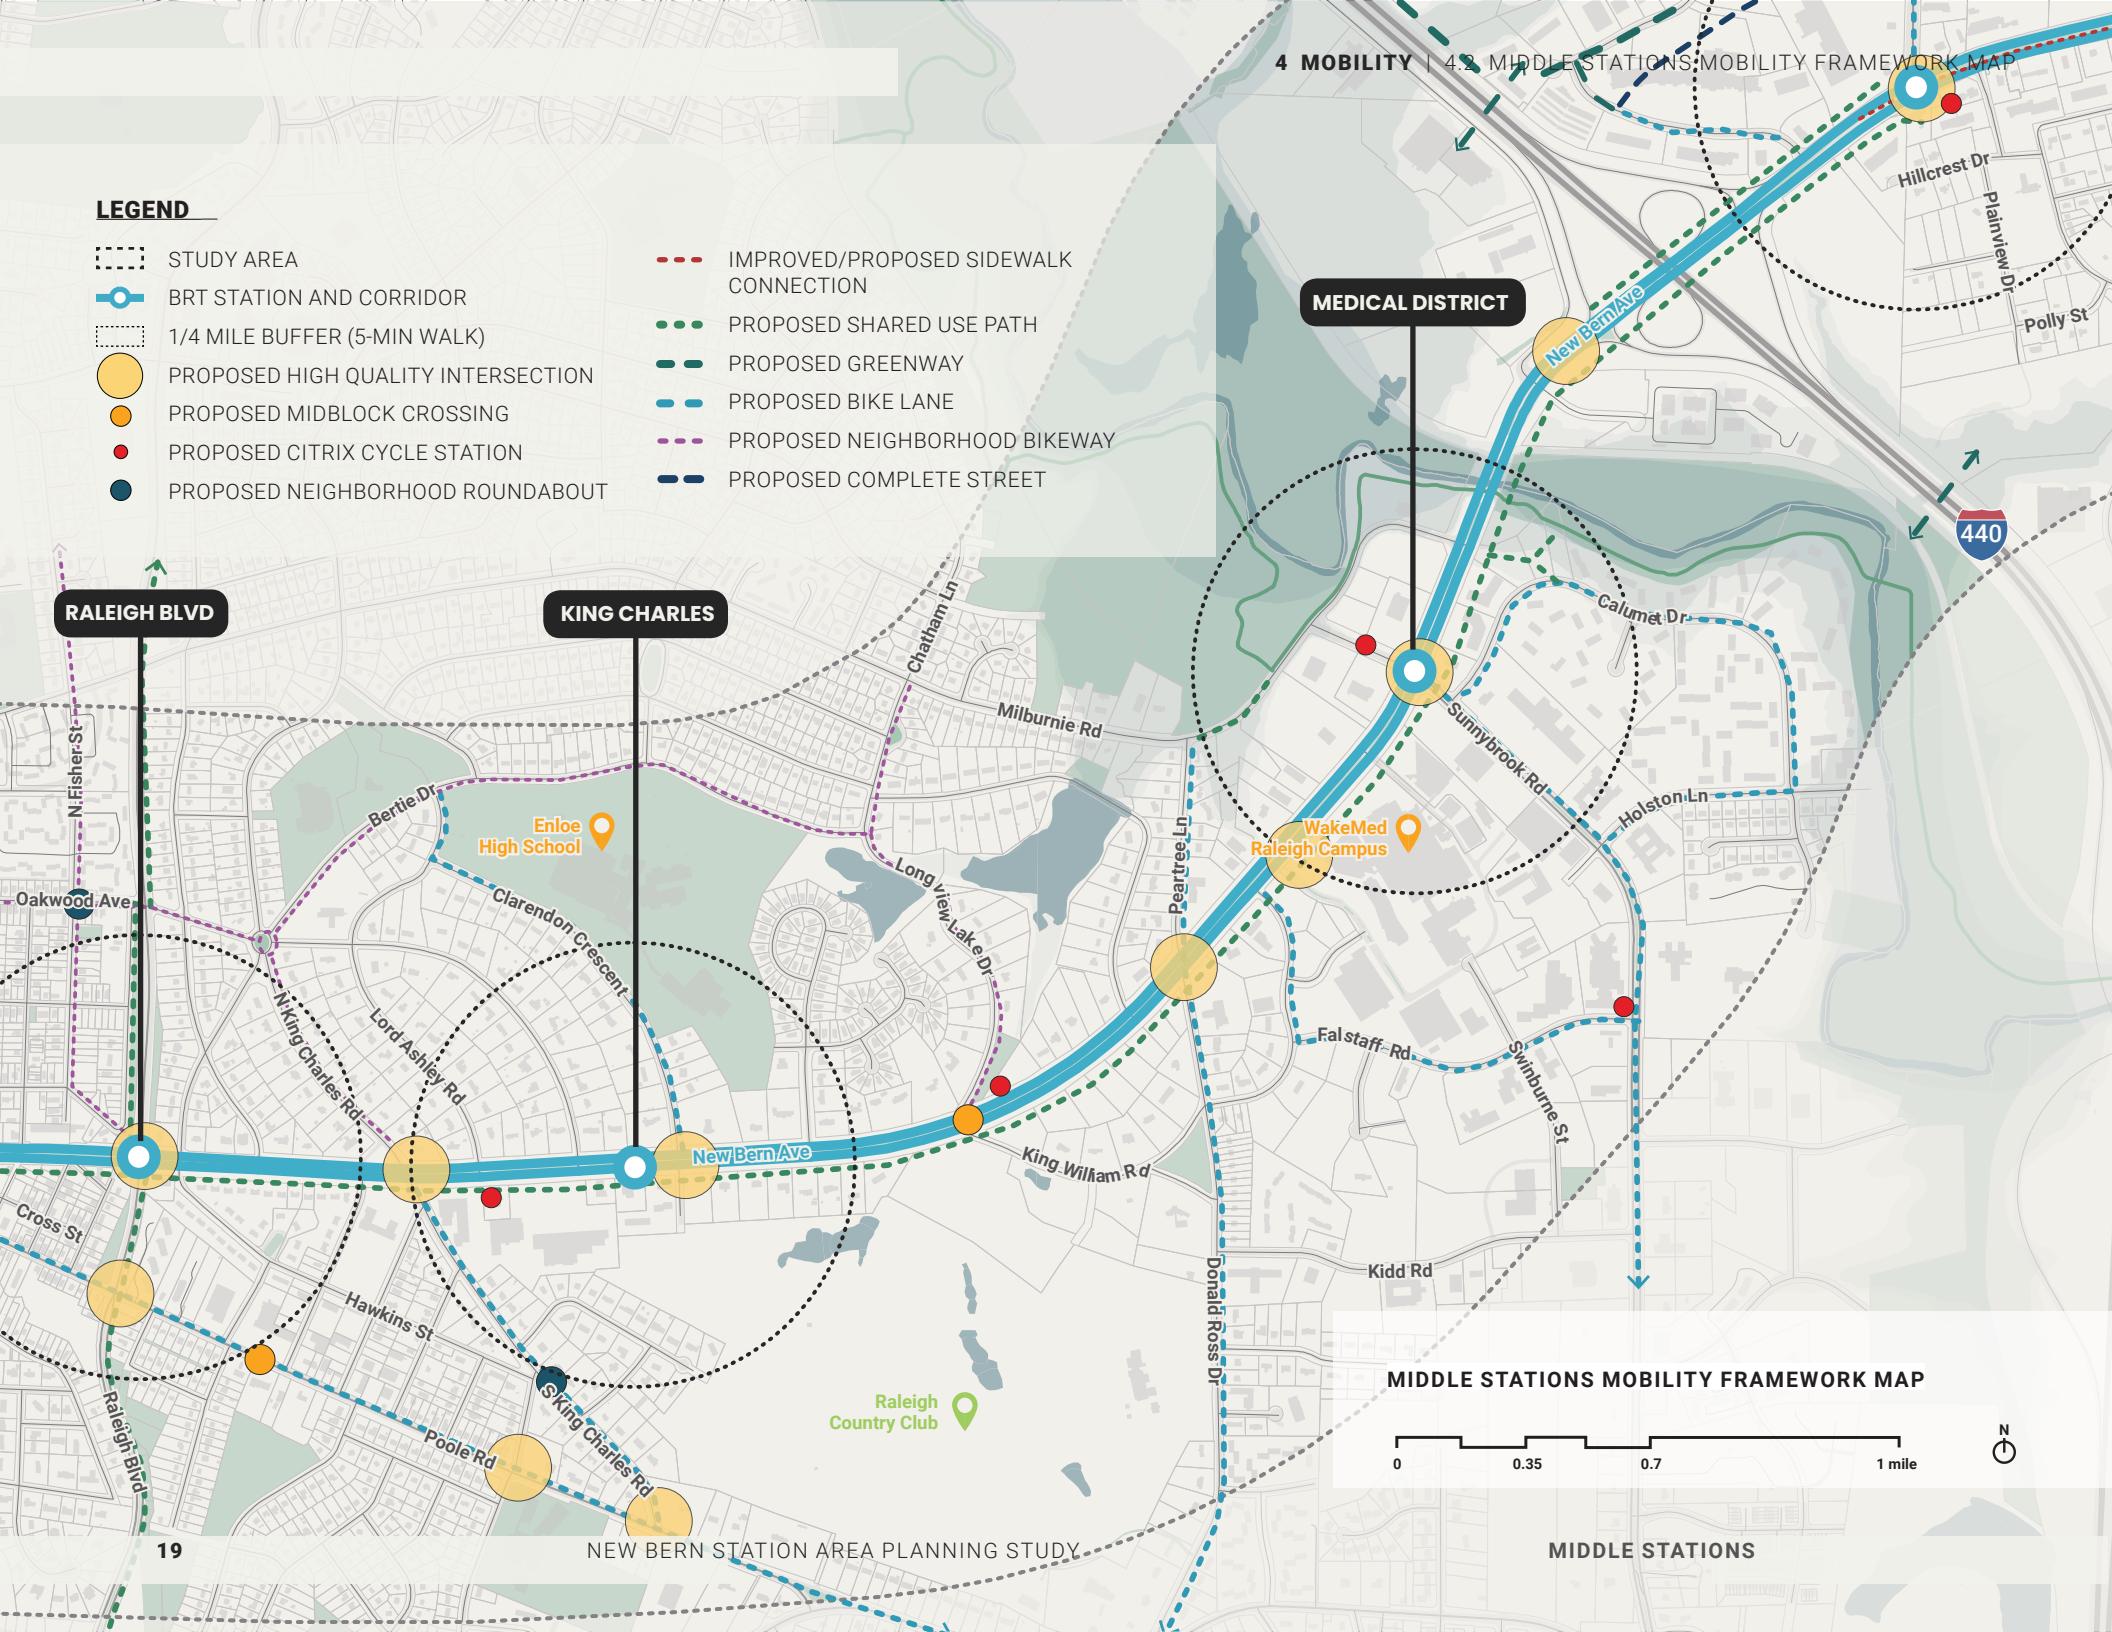 4 MOBILITY | 4.2 MIDDLE STATIONS MOBILITY FRAMEWORK MAP
LEGEND
STUDY AREA
BRT STATION AND CORRIDOR
1/4 MILE BUFFER (5-MIN WALK)
PROPOSED HIGH QUALITY INTERSECTION
PROPOSED MIDBLOCK CROSSING
PROPOSED CITRIX CYCLE STATION
PROPOSED NEIGHBORHOOD ROUNDABOUT
IMPROVED/PROPOSED SIDEWALK
CONNECTION
PROPOSED SHARED USE PATH
PROPOSED GREENWAY
PROPOSED BIKE LANE
PROPOSED NEIGHBORHOOD BIKEWAY
PROPOSED COMPLETE STREET
Hillcrest Dr
Plainview Dr
Polly St
MEDICAL DISTRICT
New Bern Ave
440
RALEIGH BLVD
KING CHARLES
Chatham Ln
Calumet Dr
Milburnie Rd
Sunnybrook Rd
Holston Ln
N Fisher St
Bertie Dr
Enloe
High School
WakeMed
Raleigh Campus
Peartree Ln
Long view Lake Dr
Oakwood Ave
Clarendon Crescent
N King Charles Rd
Lord Ashley Rd
Falstaff Rd
Swinburne St
New Bern Ave
King William Rd
Cross St
Kidd Rd
Donald Ross Dr
Hawkins St
Raleigh Blvd
Poole Rd
S King Charles Rd
Raleigh
Country Club
MIDDLE STATIONS MOBILITY FRAMEWORK MAP
0 0.35 0.7 1 mile
N
19
NEW BERN STATION AREA PLANNING STUDY
MIDDLE STATIONS